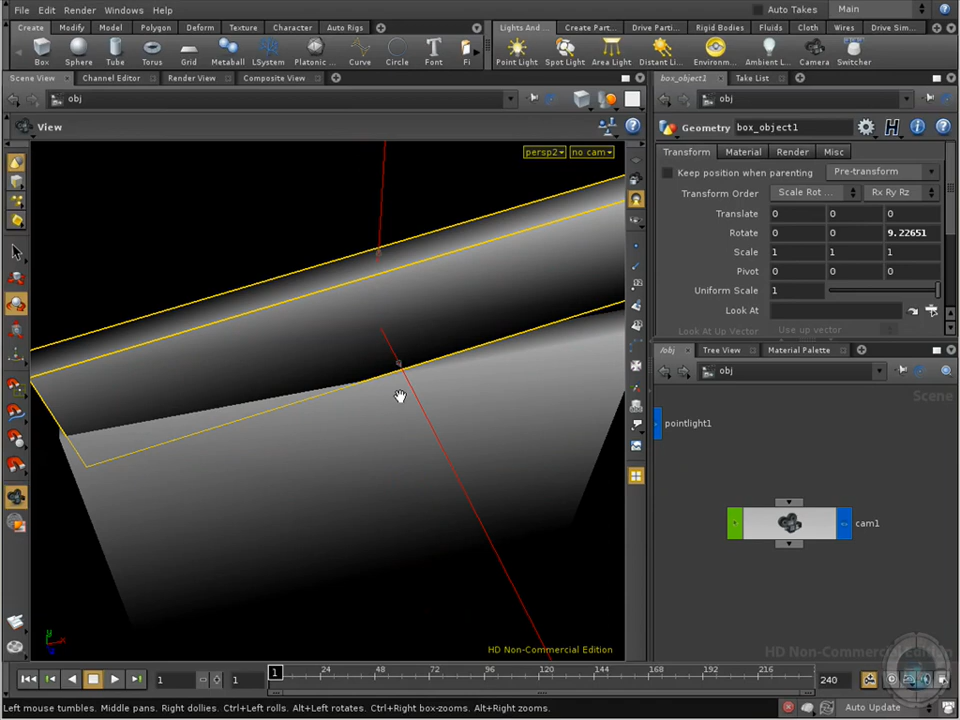 File Edit Render Windows Help Auto Takes Main
Create Modify Model Polygon Deform Texture Character Auto Rigs Lights And ... Create Part... Drive Parti... Rigid Bodies Fluids Cloth Wires Drive Sim...
Box Sphere Tube Torus Grid Metaball LSystem Platonic ... Curve Circle Font Fi Point Light Spot Light Area Light Distant L... Environm... Ambient L... Camera Switcher
Scene View Channel Editor Render View Composite View box_object1 Take List
obj obj
View Geometry box_object1
persp2 no cam
Transform Material Render Misc
Keep position when parenting Pre-transform
Transform Order Scale Rot ... Rx Ry Rz
Translate 0 0 0
Rotate 0 0 9.22651
Scale 1 1 1
Pivot 0 0 0
Uniform Scale 1
Look At
Look At Up Vector Use up vector
/obj Tree View Material Palette
obj
Scene
pointlight1
cam1
HD Non-Commercial Edition
HD Non-Commercial Edition
1 1 1 24 48 72 96 120 144 168 192 216 240
Left mouse tumbles. Middle pans. Right dollies. Ctrl+Left rolls. Alt+Left rotates. Ctrl+Right box-zooms. Alt+Right zooms. Auto Update